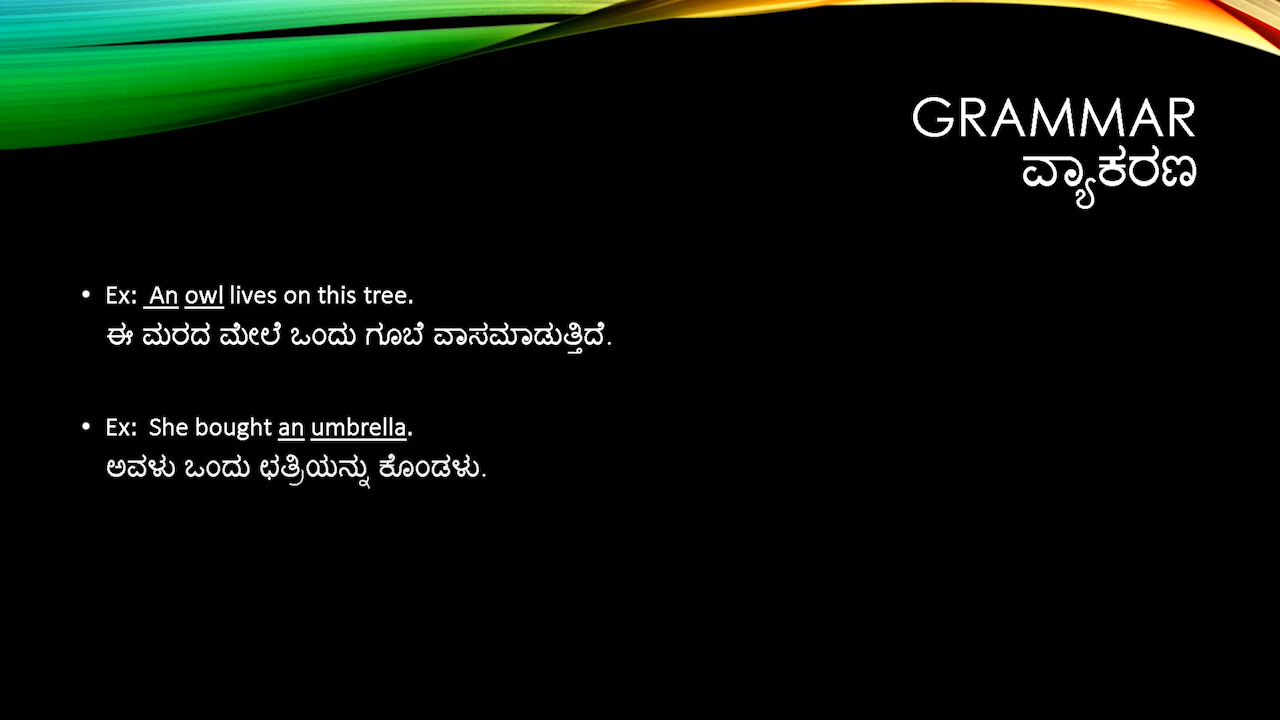 GRAMMAR
ವ್ಯಾಕರಣ
• Ex: An owl lives on this tree.
ಈ ಮರದ ಮೇಲೆ ಒಂದು ಗೂಬೆ ವಾಸಮಾಡುತ್ತಿದೆ.
• Ex: She bought an umbrella.
ಅವಳು ಒಂದು ಛತ್ರಿಯನ್ನು ಕೊಂಡಳು.